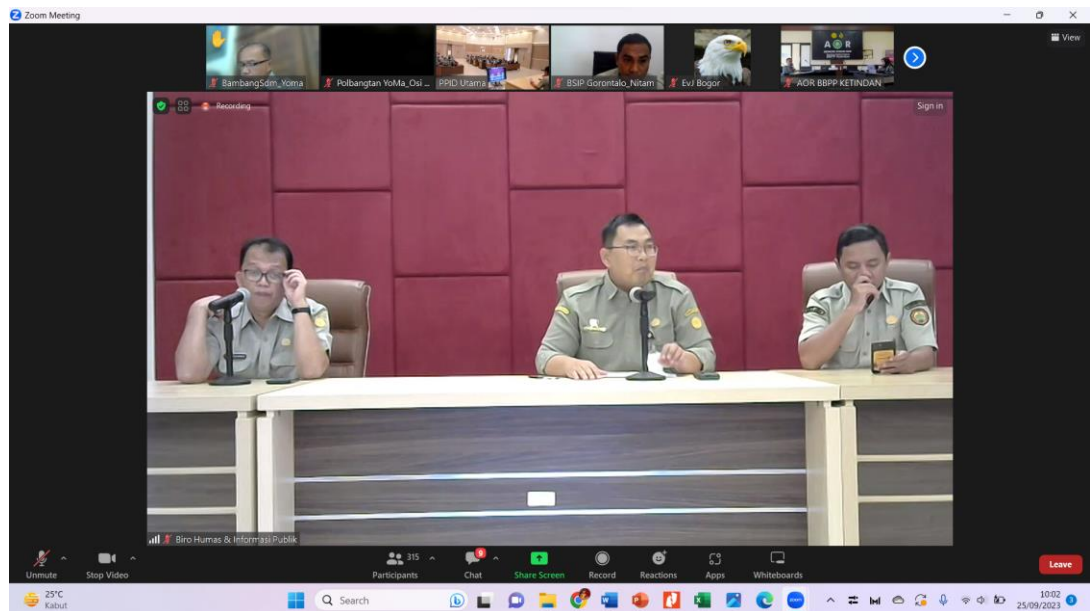 Zoom Meeting
View
BambangSdm_Yoma
Polbangtan YoMa_Osi ...
PPID Utama
BSIP Gorontalo_Nitam
EvJ Bogor
AOR BBPP KETINDAN
AOR
Recording
Sign in
Biro Humas & Informasi Publik
Unmute
Stop Video
315
Participants
9
Chat
Share Screen
Record
Reactions
Apps
Whiteboards
Leave
25°C
Kabut
Search
10:02
25/09/2023